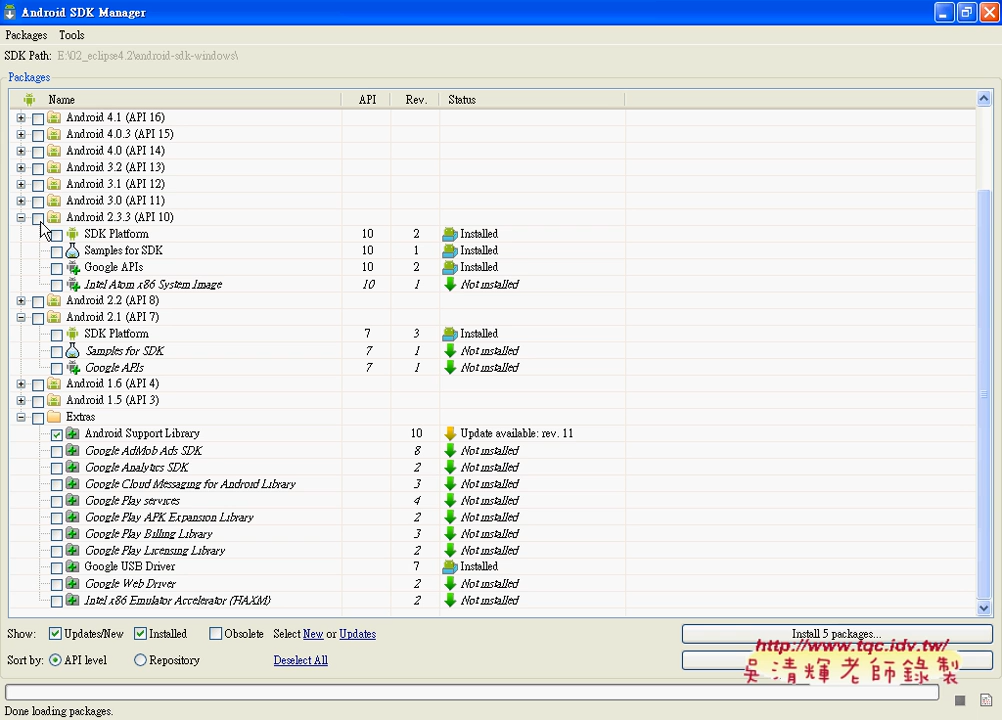 Android SDK Manager
Packages Tools
SDK Path: E:\02_eclipse4.2\android-sdk-windows\
Packages
Name API Rev. Status
Android 4.1 (API 16)
Android 4.0.3 (API 15)
Android 4.0 (API 14)
Android 3.2 (API 13)
Android 3.1 (API 12)
Android 3.0 (API 11)
Android 2.3.3 (API 10)
SDK Platform 10 2 Installed
Samples for SDK 10 1 Installed
Google APIs 10 2 Installed
Intel Atom x86 System Image 10 1 Not installed
Android 2.2 (API 8)
Android 2.1 (API 7)
SDK Platform 7 3 Installed
Samples for SDK 7 1 Not installed
Google APIs 7 1 Not installed
Android 1.6 (API 4)
Android 1.5 (API 3)
Extras
Android Support Library 10 Update available: rev. 11
Google AdMob Ads SDK 8 Not installed
Google Analytics SDK 2 Not installed
Google Cloud Messaging for Android Library 3 Not installed
Google Play services 4 Not installed
Google Play APK Expansion Library 2 Not installed
Google Play Billing Library 3 Not installed
Google Play Licensing Library 2 Not installed
Google USB Driver 7 Installed
Google Web Driver 2 Not installed
Intel x86 Emulator Accelerator (HAXM) 2 Not installed
Show: Updates/New Installed Obsolete Select New or Updates Install 5 packages...
http://www.tqc.idv.tw/
Sort by: API level Repository Deselect All
吳清輝老師錄製
Done loading packages.